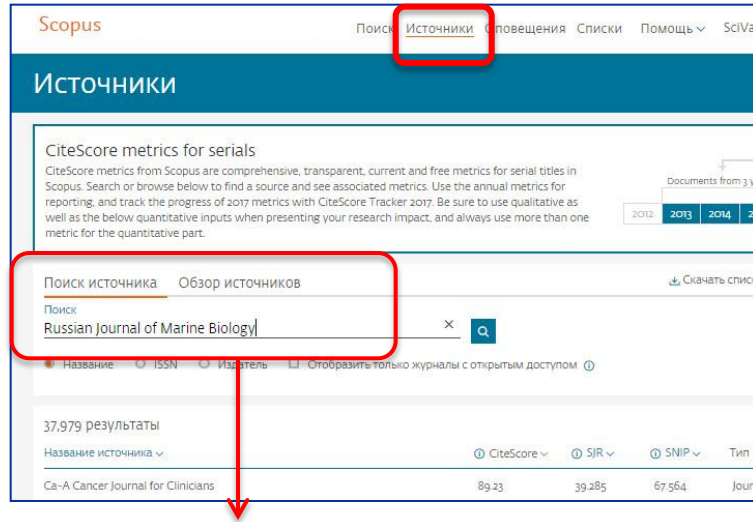 Scopus
Поиск Источники Оповещения Списки Помощь SciVa
Источники
CiteScore metrics for serials
CiteScore metrics from Scopus are comprehensive, transparent, current and free metrics for serial titles in
Scopus. Search or browse below to find a source and see associated metrics. Use the annual metrics for
reporting, and track the progress of 2017 metrics with CiteScore Tracker 2017. Be sure to use qualitative as
well as the below quantitative inputs when presenting your research impact, and always use more than one
metric for the quantitative part.
Documents from 3 y
2012 2013 2014 2
Поиск источника Обзор источников
Скачать списо
Поиск
Russian Journal of Marine Biology
Название ISSN Издатель Отобразить только журналы с открытым доступом
37,979 результаты
Название источника CiteScore SJR SNIP Тип
Ca-A Cancer Journal for Clinicians 89.23 39.285 67.564 Jour